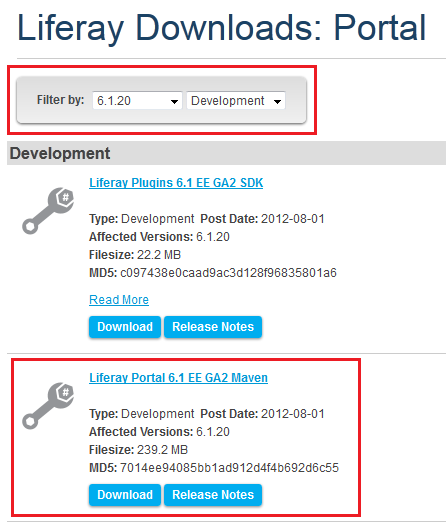 Liferay Downloads: Portal
Filter by: 6.1.20 Development
Development
Liferay Plugins 6.1 EE GA2 SDK
Type: Development Post Date: 2012-08-01
Affected Versions: 6.1.20
Filesize: 22.2 MB
MD5: c097438e0caad9ac3d128f96835801a6
Read More
Download Release Notes
Liferay Portal 6.1 EE GA2 Maven
Type: Development Post Date: 2012-08-01
Affected Versions: 6.1.20
Filesize: 239.2 MB
MD5: 7014ee94085bb1ad912d4f4b692d6c55
Download Release Notes